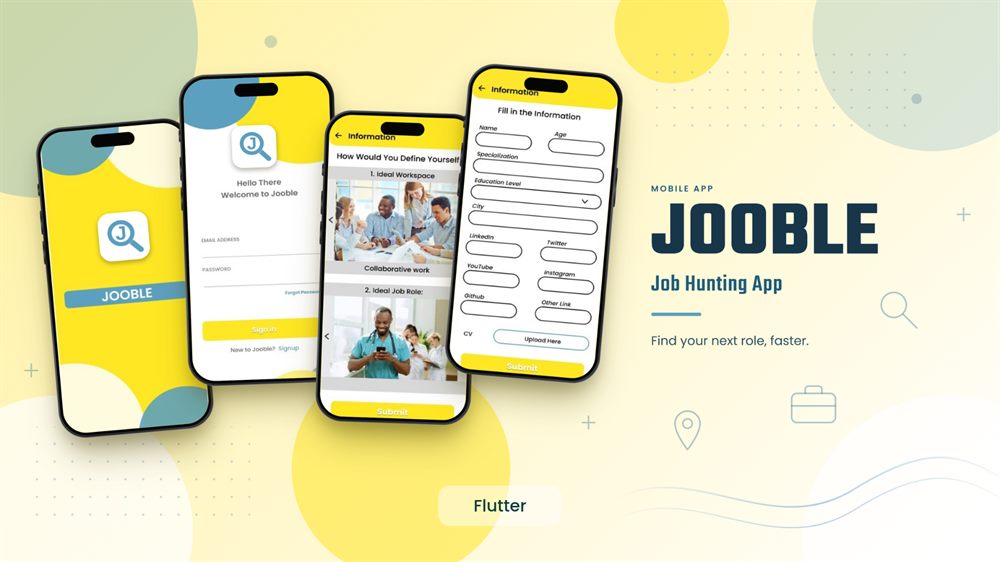 J
JOOBLE
J
Hello There
Welcome to Jooble
EMAIL ADDRESS
PASSWORD
Forgot Passwo
Sign in
New to Jooble? Signup
Information
How Would You Define Yourself
1. Ideal Workspace
Collaborative work
2. Ideal Job Role:
Submit
Information
Fill in the Information
Name
Age
Specialization
Education Level
City
LinkedIn
Twitter
YouTube
Instagram
Github
Other Link
CV
Upload Here
Submit
MOBILE APP
JOOBLE
Job Hunting App
Find your next role, faster.
Flutter